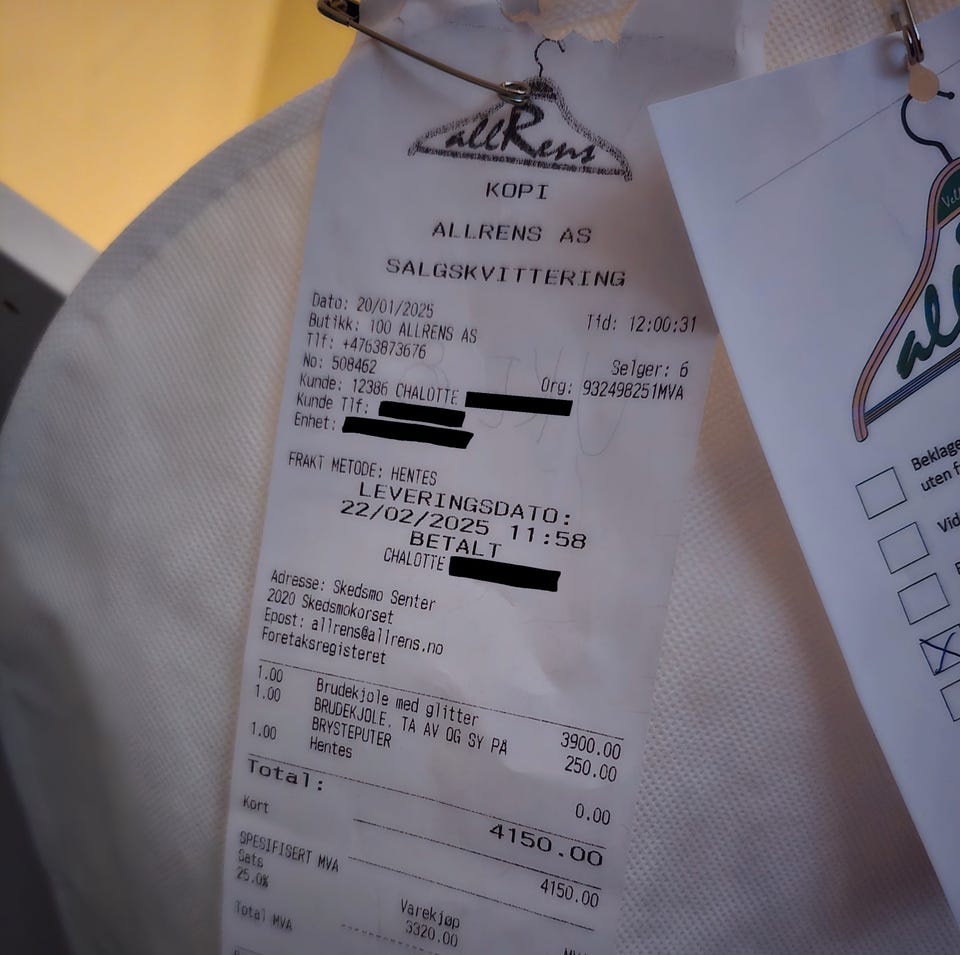 allRens
KOPI
ALLRENS AS
SALGSKVITTERING
Dato: 20/01/2025 Tid: 12:00:31
Butikk: 100 ALLRENS AS
Tlf: +4763873676 Selger: 6
No: 508462 Org: 932498251MVA
Kunde: 12386 CHALOTTE
Kunde Tlf:
Enhet:
FRAKT METODE: HENTES
LEVERINGSDATO:
22/02/2025 11:58
BETALT
CHALOTTE
Adresse: Skedsmo Senter
2020 Skedsmokorset
Epost: allrens@allrens.no
Foretaksregisteret
1.00 Brudekjole med glitter 3900.00
1.00 BRUDEKJOLE, TA AV OG SY PÅ 250.00
BRYSTEPUTER
1.00 Hentes 0.00
Total: 4150.00
Kort 4150.00
SPESIFISERT MVA
Sats Varekjøp
25.0% 3320.00
Total MVA
Beklage
uten f
Vid